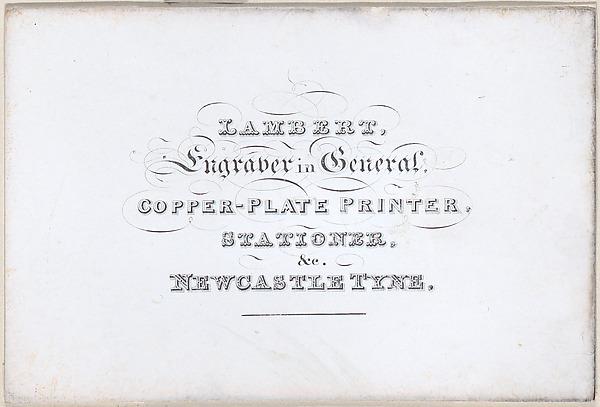 LAMBERT,
Engraver in General,
COPPER-PLATE PRINTER,
STATIONER,
&c.
NEWCASTLE TYNE.